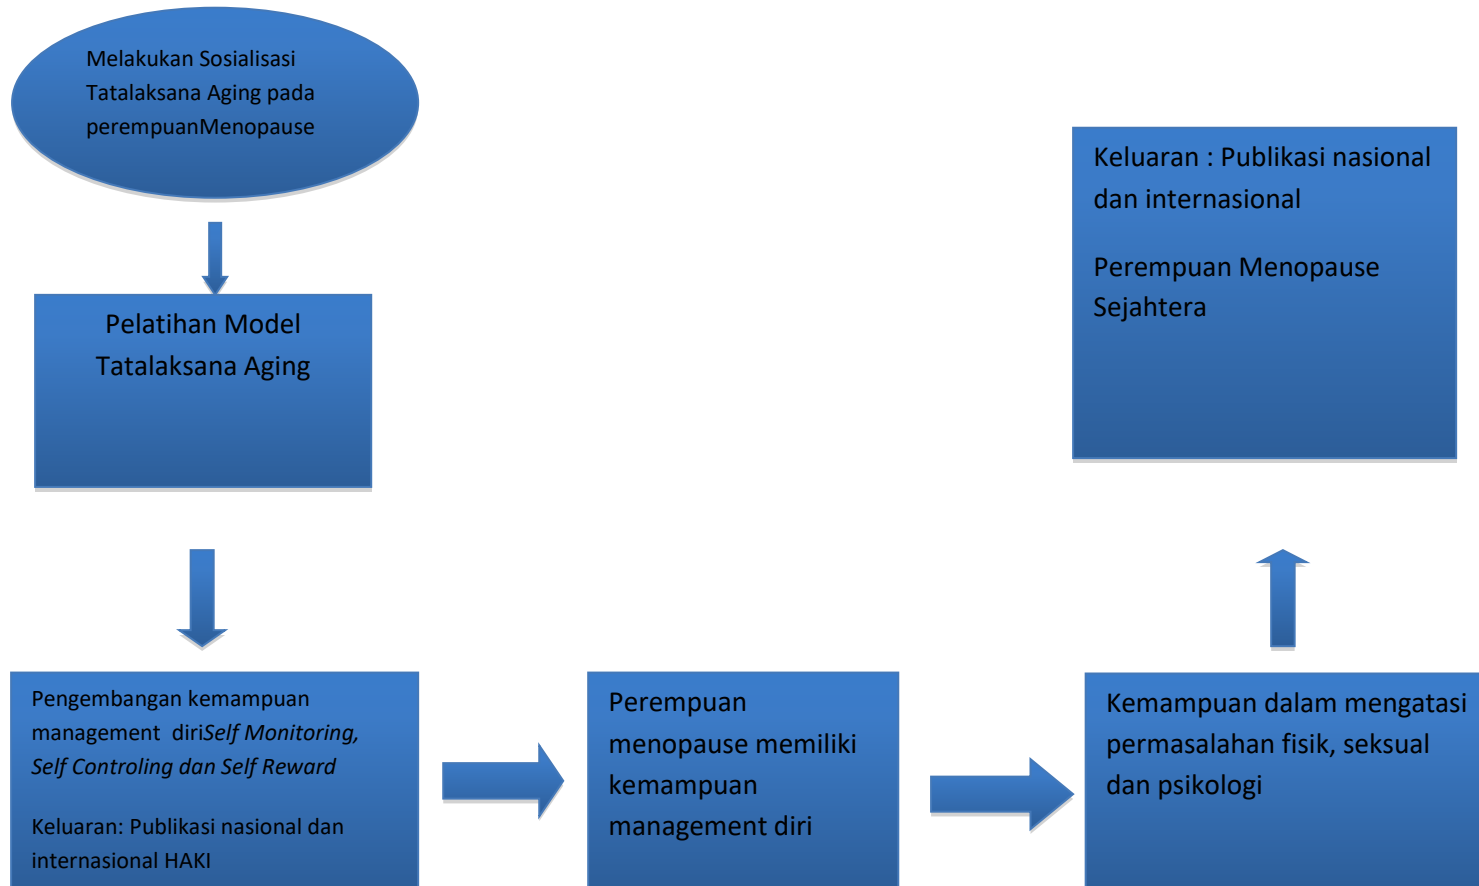 Melakukan Sosialisasi
Tatalaksana Aging pada
perempuanMenopause
Pelatihan Model
Tatalaksana Aging
Pengembangan kemampuan
management diriSelf Monitoring,
Self Controling dan Self Reward
Keluaran: Publikasi nasional dan
internasional HAKI
Perempuan
menopause memiliki
kemampuan
management diri
Kemampuan dalam mengatasi
permasalahan fisik, seksual
dan psikologi
Keluaran : Publikasi nasional
dan internasional
Perempuan Menopause
Sejahtera